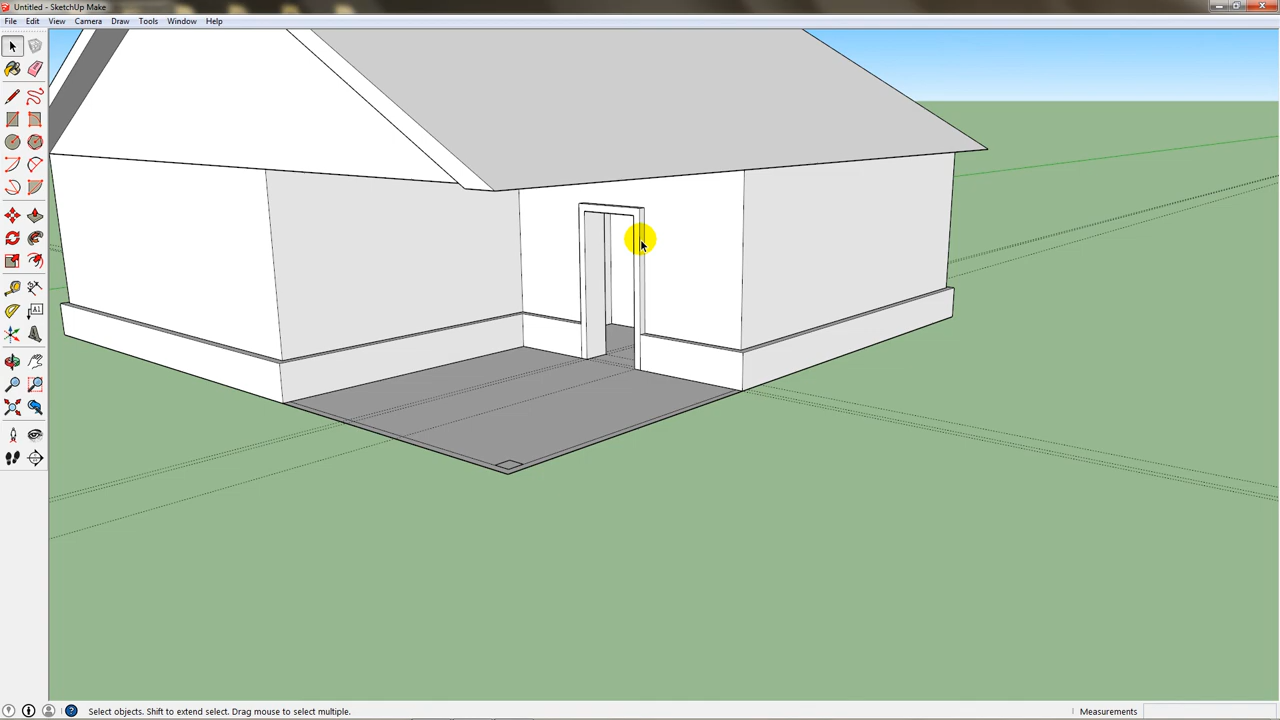 Untitled - SketchUp Make
File Edit View Camera Draw Tools Window Help
A1
Select objects. Shift to extend select. Drag mouse to select multiple.
Measurements